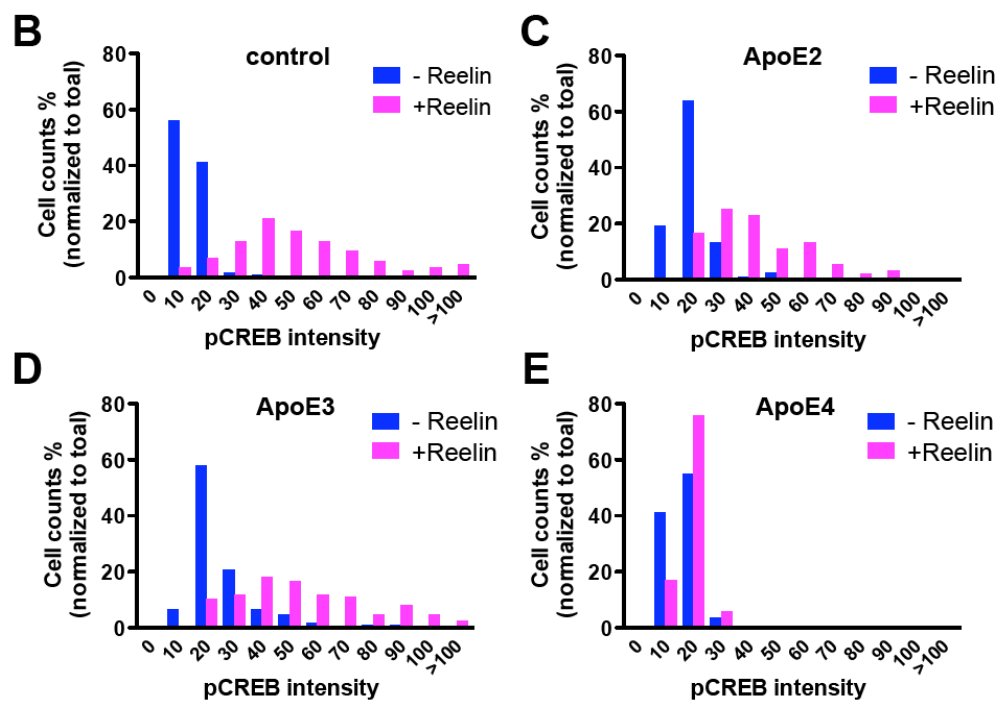 B
control
80
60
40
20
0
Cell counts %
(normalized to toal)
- Reelin
+Reelin
0 10 20 30 40 50 60 70 80 90 100 >100
pCREB intensity
C
ApoE2
80
60
40
20
0
Cell counts %
(normalized to toal)
- Reelin
+Reelin
0 10 20 30 40 50 60 70 80 90 100 >100
pCREB intensity
D
ApoE3
80
60
40
20
0
Cell counts %
(normalized to toal)
- Reelin
+Reelin
0 10 20 30 40 50 60 70 80 90 100 >100
pCREB intensity
E
ApoE4
80
60
40
20
0
Cell counts %
(normalized to toal)
- Reelin
+Reelin
0 10 20 30 40 50 60 70 80 90 100 >100
pCREB intensity